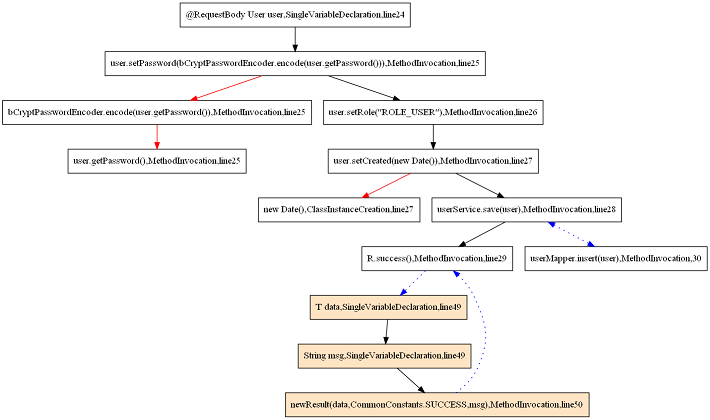 @RequestBody User user,SingleVariableDeclaration,line24
user.setPassword(bCryptPasswordEncoder.encode(user.getPassword())),MethodInvocation,line25
bCryptPasswordEncoder.encode(user.getPassword()),MethodInvocation,line25
user.setRole("ROLE_USER"),MethodInvocation,line26
user.getPassword(),MethodInvocation,line25
user.setCreated(new Date()),MethodInvocation,line27
new Date(),ClassInstanceCreation,line27
userService.save(user),MethodInvocation,line28
R.success(),MethodInvocation,line29
userMapper.insert(user),MethodInvocation,30
T data,SingleVariableDeclaration,line49
String msg,SingleVariableDeclaration,line49
newResult(data,CommonConstants.SUCCESS,msg),MethodInvocation,line50